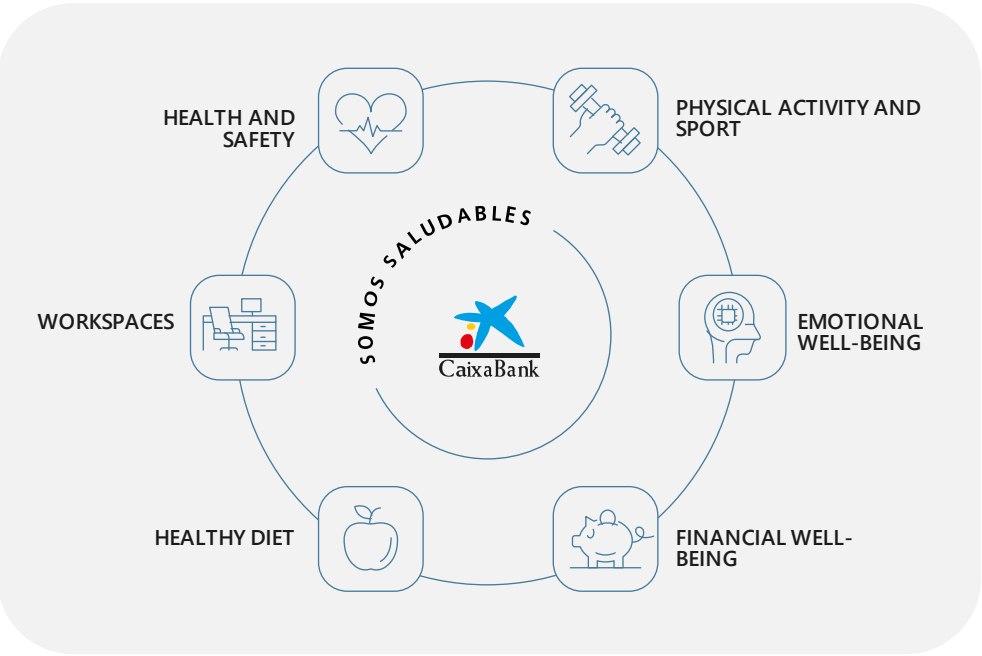 HEALTH AND
SAFETY
PHYSICAL ACTIVITY AND
SPORT
SOMOS SALUDABLES
WORKSPACES
CaixaBank
EMOTIONAL
WELL-BEING
HEALTHY DIET
FINANCIAL WELL-
BEING